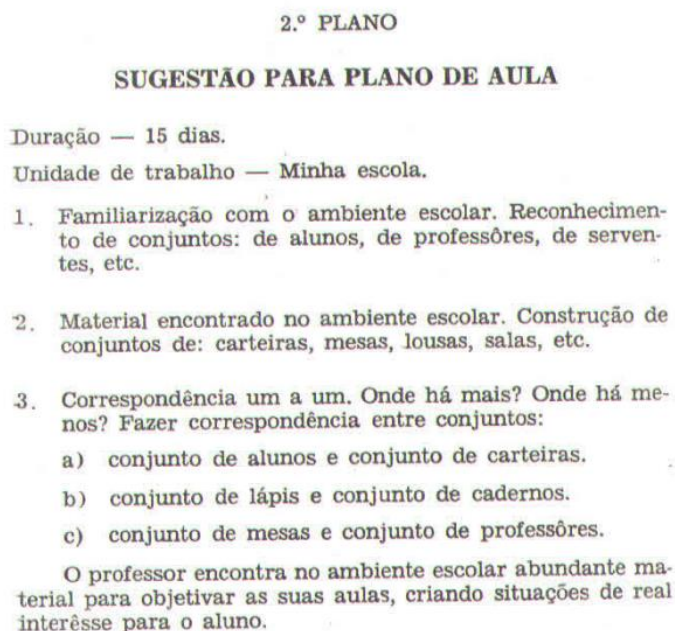 2.º PLANO
SUGESTÃO PARA PLANO DE AULA
Duração — 15 dias.
Unidade de trabalho — Minha escola.
1. Familiarização com o ambiente escolar. Reconhecimen-
to de conjuntos: de alunos, de professôres, de serven-
tes, etc.
2. Material encontrado no ambiente escolar. Construção de
conjuntos de: carteiras, mesas, lousas, salas, etc.
3. Correspondência um a um. Onde há mais? Onde há me-
nos? Fazer correspondência entre conjuntos:
a) conjunto de alunos e conjunto de carteiras.
b) conjunto de lápis e conjunto de cadernos.
c) conjunto de mesas e conjunto de professôres.
O professor encontra no ambiente escolar abundante ma-
terial para objetivar as suas aulas, criando situações de real
interêsse para o aluno.